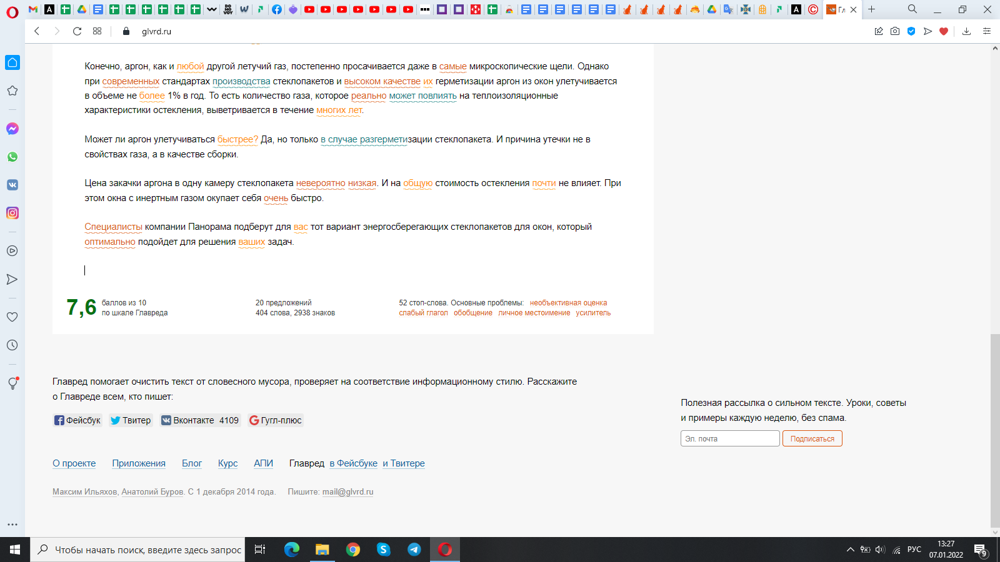 Гл
glvrd.ru
Конечно, аргон, как и любой другой летучий газ, постепенно просачивается даже в самые микроскопические щели. Однако
при современных стандартах производства стеклопакетов и высоком качестве их герметизации аргон из окон улетучивается
в объеме не более 1% в год. То есть количество газа, которое реально может повлиять на теплоизоляционные
характеристики остекления, выветривается в течение многих лет.
Может ли аргон улетучиваться быстрее? Да, но только в случае разгерметизации стеклопакета. И причина утечки не в
свойствах газа, а в качестве сборки.
Цена закачки аргона в одну камеру стеклопакета невероятно низкая. И на общую стоимость остекления почти не влияет. При
этом окна с инертным газом окупает себя очень быстро.
Специалисты компании Панорама подберут для вас тот вариант энергосберегающих стеклопакетов для окон, который
оптимально подойдет для решения ваших задач.
7,6 баллов из 10
по шкале Главреда
20 предложений
404 слова, 2938 знаков
52 стоп-слова. Основные проблемы: необъективная оценка
слабый глагол обобщение личное местоимение усилитель
Главред помогает очистить текст от словесного мусора, проверяет на соответствие информационному стилю. Расскажите
о Главреде всем, кто пишет:
Фейсбук Твитер Вконтакте 4109 Гугл-плюс
Полезная рассылка о сильном тексте. Уроки, советы
и примеры каждую неделю, без спама.
Эл. почта Подписаться
О проекте Приложения Блог Курс АПИ Главред в Фейсбуке и Твитере
Максим Ильяхов, Анатолий Буров. С 1 декабря 2014 года. Пишите: mail@glvrd.ru
Чтобы начать поиск, введите здесь запрос
РУС
13:27
07.01.2022
9